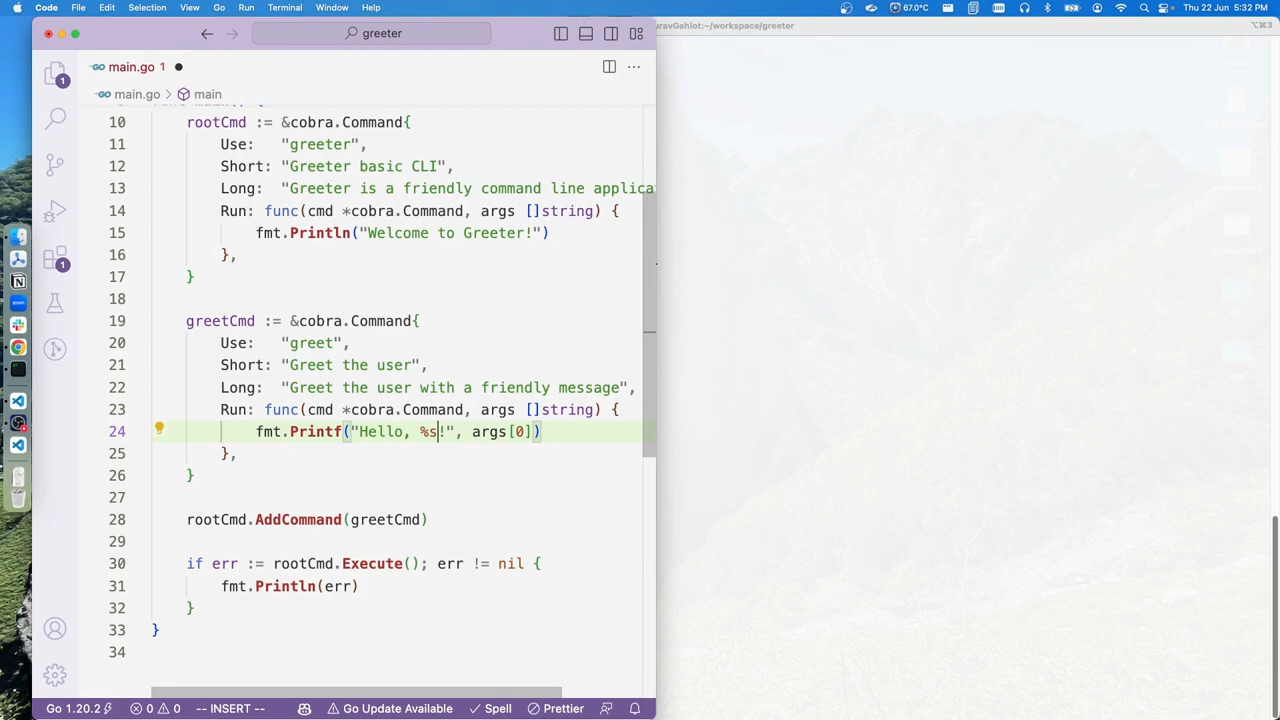 Code File Edit Selection View Go Run Terminal Window Help 67.0°C Thu 22 Jun 5:32 PM
greeter
uravGahlot:~/workspace/greeter ⌥⌘3
1
main.go 1
main.go > main
10 rootCmd := &cobra.Command{
11 Use: "greeter",
12 Short: "Greeter basic CLI",
13 Long: "Greeter is a friendly command line applica
14 Run: func(cmd *cobra.Command, args []string) {
15 fmt.Println("Welcome to Greeter!")
16 },
17 }
1
18
19 greetCmd := &cobra.Command{
20 Use: "greet",
21 Short: "Greet the user",
22 Long: "Greet the user with a friendly message",
23 Run: func(cmd *cobra.Command, args []string) {
24 fmt.Printf("Hello, %s!", args[0])
25 },
26 }
27
28 rootCmd.AddCommand(greetCmd)
29
30 if err := rootCmd.Execute(); err != nil {
31 fmt.Println(err)
32 }
33 }
34
Go 1.20.2 0 0 -- INSERT -- Go Update Available Spell Prettier